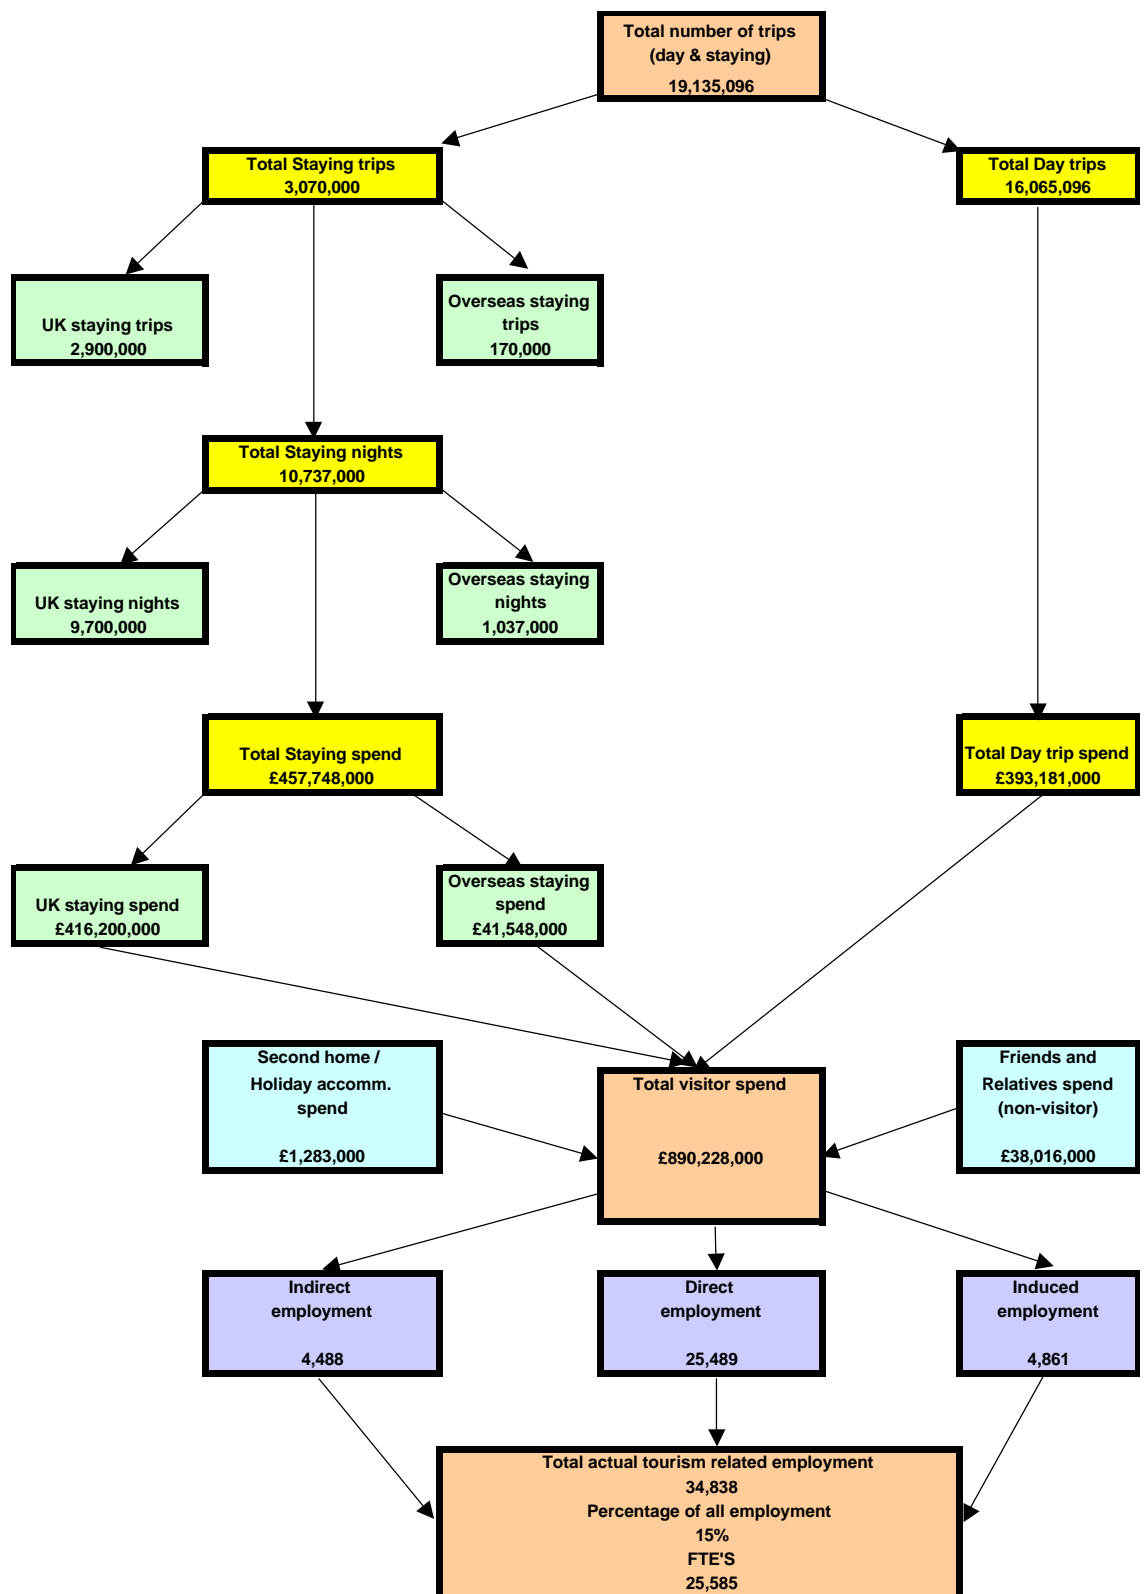 Total number of trips
(day & staying)
19,135,096
Total Staying trips
3,070,000
Total Day trips
16,065,096
UK staying trips
2,900,000
Overseas staying
trips
170,000
Total Staying nights
10,737,000
UK staying nights
9,700,000
Overseas staying
nights
1,037,000
Total Staying spend
£457,748,000
Total Day trip spend
£393,181,000
UK staying spend
£416,200,000
Overseas staying
spend
£41,548,000
Second home /
Holiday accomm.
spend
£1,283,000
Total visitor spend
£890,228,000
Friends and
Relatives spend
(non-visitor)
£38,016,000
Indirect
employment
4,488
Direct
employment
25,489
Induced
employment
4,861
Total actual tourism related employment
34,838
Percentage of all employment
15%
FTE'S
25,585